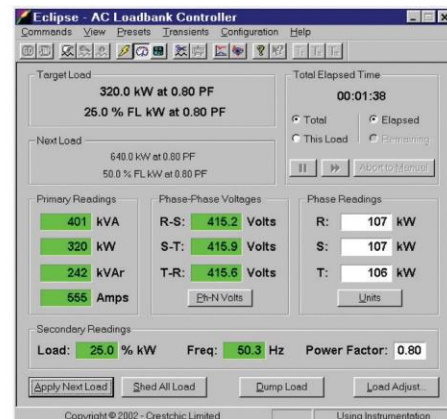 Eclipse - AC Loadbank Controller
Commands View Presets Transients Configuration Help
Target Load
320.0 kW at 0.80 PF
25.0 % FL kW at 0.80 PF
Next Load
640.0 kW at 0.80 PF
50.0 % FL kW at 0.80 PF
Total Elapsed Time
00:01:38
Total Elapsed
This Load Remaining
Abort to Manual
Primary Readings
401 kVA
320 kW
242 kVAr
555 Amps
Phase-Phase Voltages
R-S: 415.2 Volts
S-T: 415.9 Volts
T-R: 415.6 Volts
Ph-N Volts
Phase Readings
R: 107 kW
S: 107 kW
T: 106 kW
Units
Secondary Readings
Load: 25.0 % kW Freq: 50.3 Hz Power Factor: 0.80
Apply Next Load Shed All Load Dump Load Load Adjust...
Copyright © 2002 - Crestchic Limited Using Instrumentation